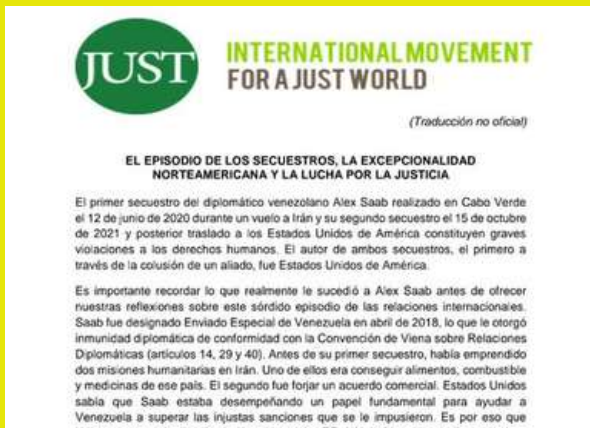 JUST
INTERNATIONAL MOVEMENT
FOR A JUST WORLD
(Traducción no oficial)
EL EPISODIO DE LOS SECUESTROS, LA EXCEPCIONALIDAD
NORTEAMERICANA Y LA LUCHA POR LA JUSTICIA
El primer secuestro del diplomático venezolano Alex Saab realizado en Cabo Verde
el 12 de junio de 2020 durante un vuelo a Irán y su segundo secuestro el 15 de octubre
de 2021 y posterior traslado a los Estados Unidos de América constituyen graves
violaciones a los derechos humanos. El autor de ambos secuestros, el primero a
través de la colusión de un aliado, fue Estados Unidos de América.
Es importante recordar lo que realmente le sucedió a Alex Saab antes de ofrecer
nuestras reflexiones sobre este sórdido episodio de las relaciones internacionales.
Saab fue designado Enviado Especial de Venezuela en abril de 2018, lo que le otorgó
inmunidad diplomática de conformidad con la Convención de Viena sobre Relaciones
Diplomáticas (artículos 14, 29 y 40). Antes de su primer secuestro, había emprendido
dos misiones humanitarias en Irán. Uno de ellos era conseguir alimentos, combustible
y medicinas de ese país. El segundo fue forjar un acuerdo comercial. Estados Unidos
sabía que Saab estaba desempeñando un papel fundamental para ayudar a
Venezuela a superar las injustas sanciones que se le impusieron. Es por eso que